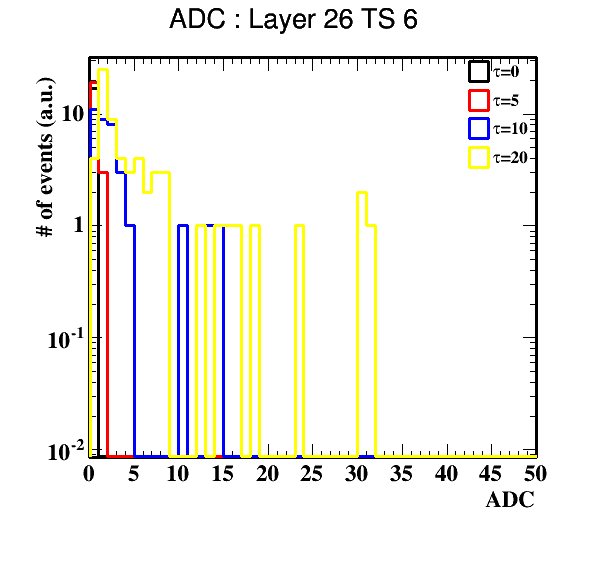 ADC : Layer 26 TS 6
# of events (a.u.)
10
1
10⁻¹
10⁻²
τ=0
τ=5
τ=10
τ=20
0 5 10 15 20 25 30 35 40 45 50
ADC